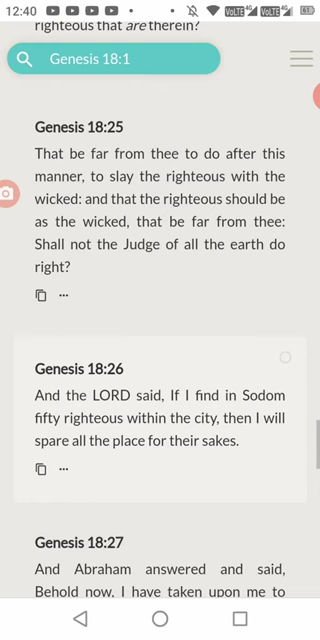 12:40
righteous that are therein?
Genesis 18:1
Genesis 18:25
That be far from thee to do after this
manner, to slay the righteous with the
wicked: and that the righteous should be
as the wicked, that be far from thee:
Shall not the Judge of all the earth do
right?
Genesis 18:26
And the LORD said, If I find in Sodom
fifty righteous within the city, then I will
spare all the place for their sakes.
Genesis 18:27
And Abraham answered and said,
Behold now, I have taken upon me to